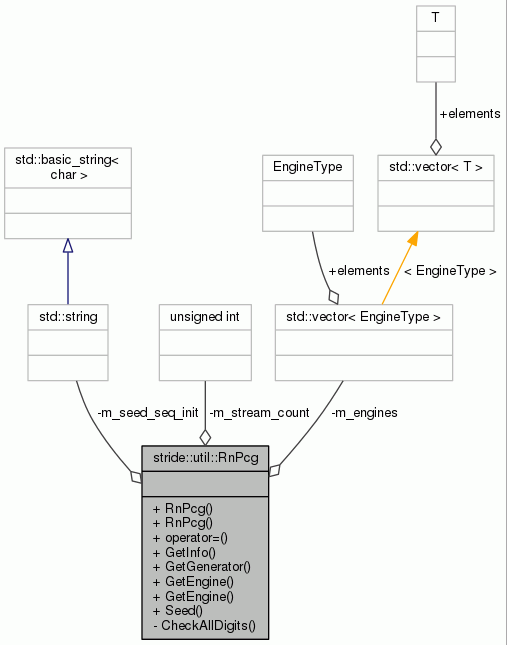 T
+elements
std::basic_string<
char >
EngineType
std::vector< T >
+elements
< EngineType >
std::string
unsigned int
std::vector< EngineType >
-m_seed_seq_init
-m_stream_count
-m_engines
stride::util::RnPcg
+ RnPcg()
+ RnPcg()
+ operator=()
+ GetInfo()
+ GetGenerator()
+ GetEngine()
+ GetEngine()
+ Seed()
- CheckAllDigits()